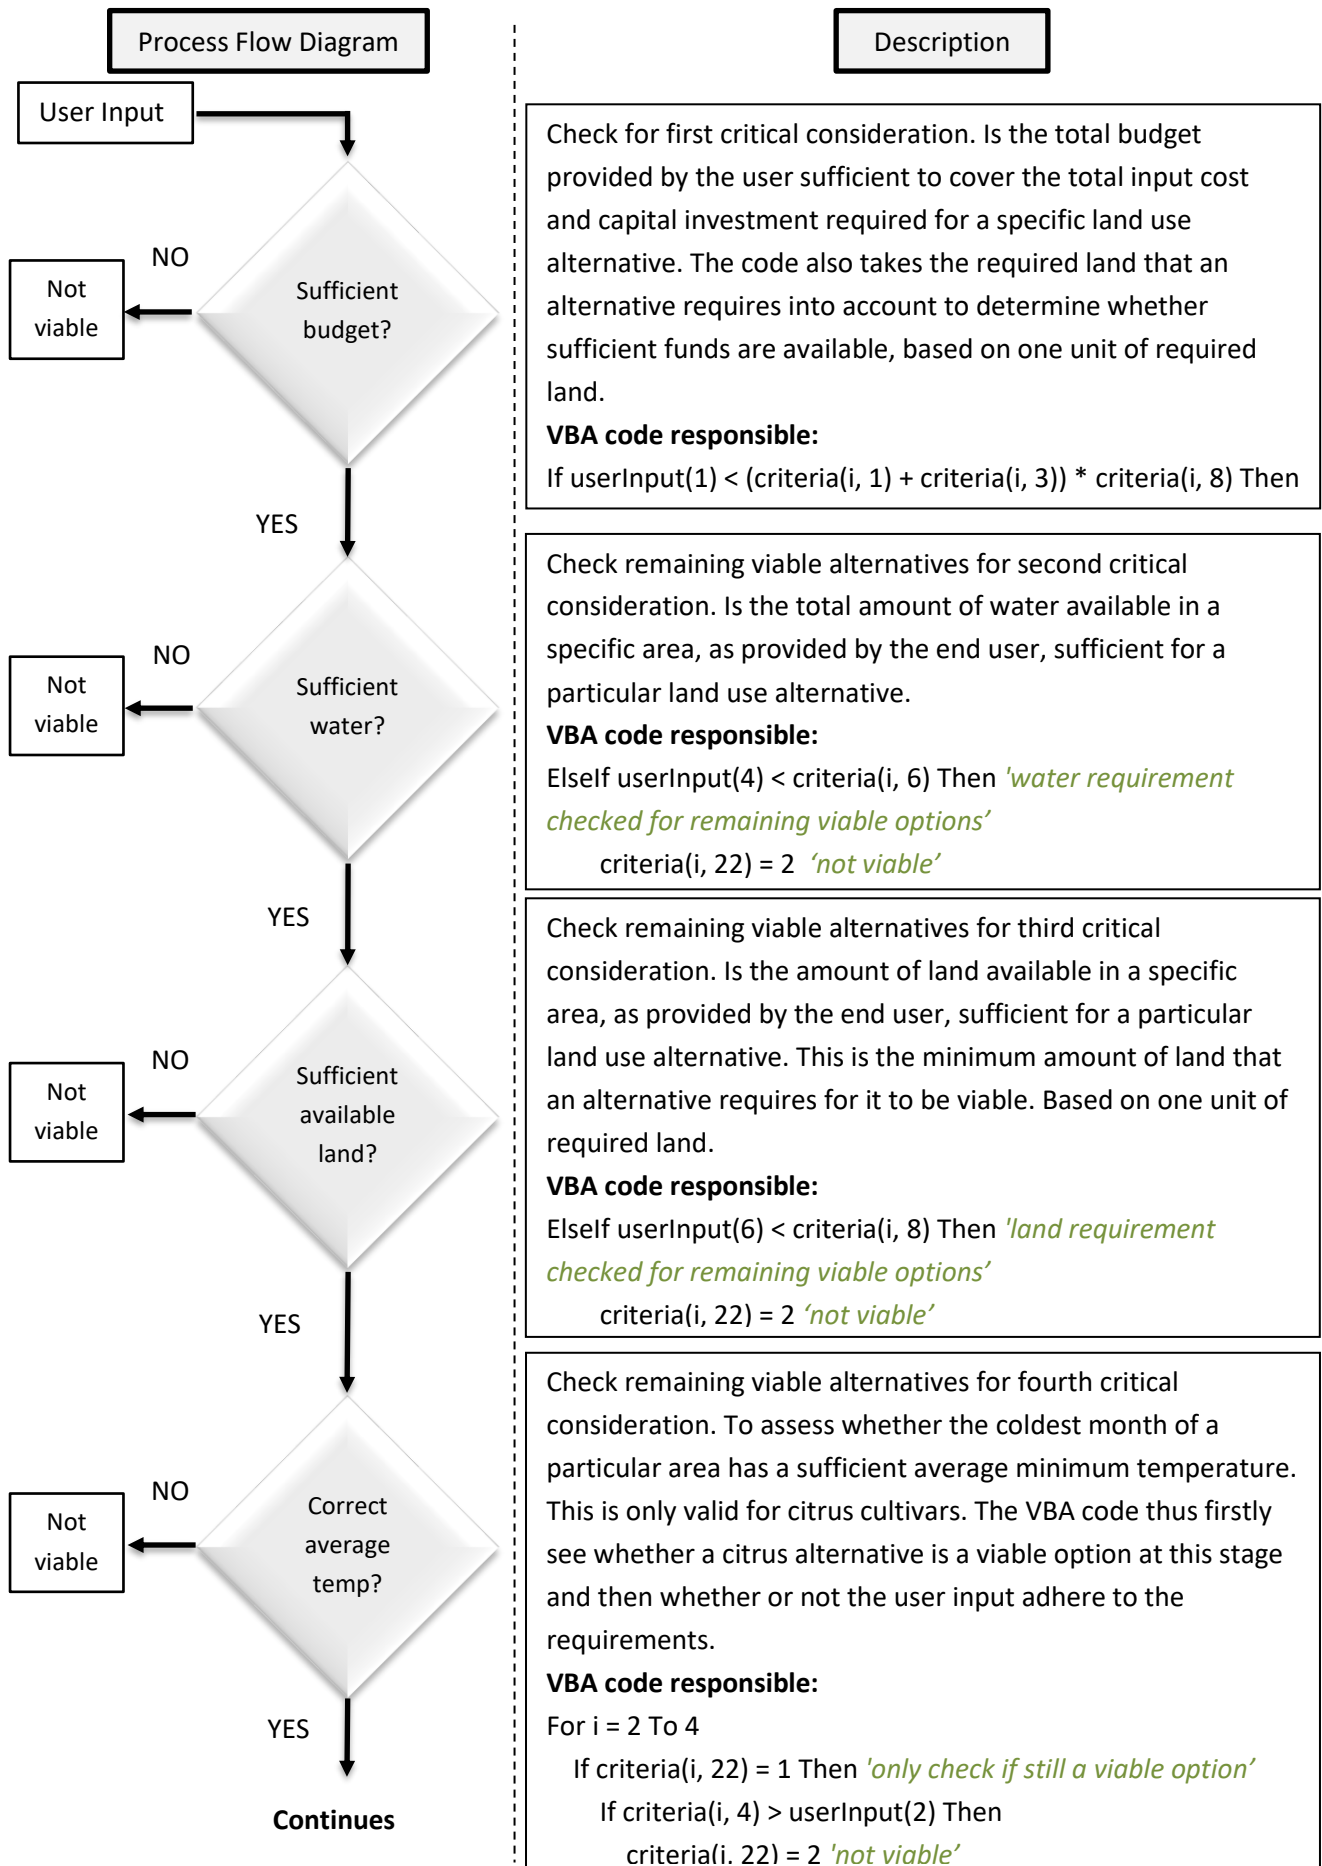 Process Flow Diagram
Description
User Input
Sufficient
budget?
NO
Not
viable
YES
Check for first critical consideration. Is the total budget
provided by the user sufficient to cover the total input cost
and capital investment required for a specific land use
alternative. The code also takes the required land that an
alternative requires into account to determine whether
sufficient funds are available, based on one unit of required
land.
VBA code responsible:
If userInput(1) < (criteria(i, 1) + criteria(i, 3)) * criteria(i, 8) Then
Sufficient
water?
NO
Not
viable
YES
Check remaining viable alternatives for second critical
consideration. Is the total amount of water available in a
specific area, as provided by the end user, sufficient for a
particular land use alternative.
VBA code responsible:
ElseIf userInput(4) < criteria(i, 6) Then 'water requirement
checked for remaining viable options’
criteria(i, 22) = 2 ‘not viable’
Sufficient
available
land?
NO
Not
viable
YES
Check remaining viable alternatives for third critical
consideration. Is the amount of land available in a specific
area, as provided by the end user, sufficient for a particular
land use alternative. This is the minimum amount of land that
an alternative requires for it to be viable. Based on one unit of
required land.
VBA code responsible:
ElseIf userInput(6) < criteria(i, 8) Then 'land requirement
checked for remaining viable options’
criteria(i, 22) = 2 'not viable’
Correct
average
temp?
NO
Not
viable
YES
Continues
Check remaining viable alternatives for fourth critical
consideration. To assess whether the coldest month of a
particular area has a sufficient average minimum temperature.
This is only valid for citrus cultivars. The VBA code thus firstly
see whether a citrus alternative is a viable option at this stage
and then whether or not the user input adhere to the
requirements.
VBA code responsible:
For i = 2 To 4
If criteria(i, 22) = 1 Then 'only check if still a viable option’
If criteria(i, 4) > userInput(2) Then
criteria(i, 22) = 2 'not viable’